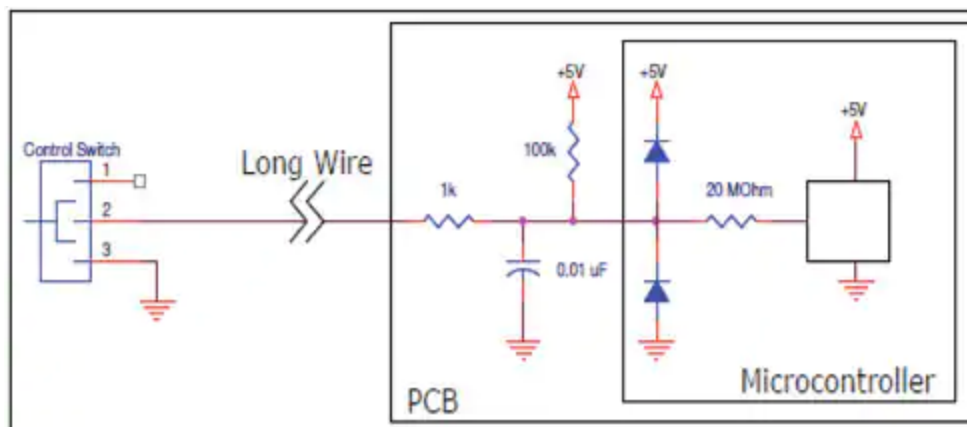 +5V
+5V
+5V
Control Switch
1
Long Wire
100k
1k
20 MOhm
2
3
0.01 uF
Microcontroller
PCB